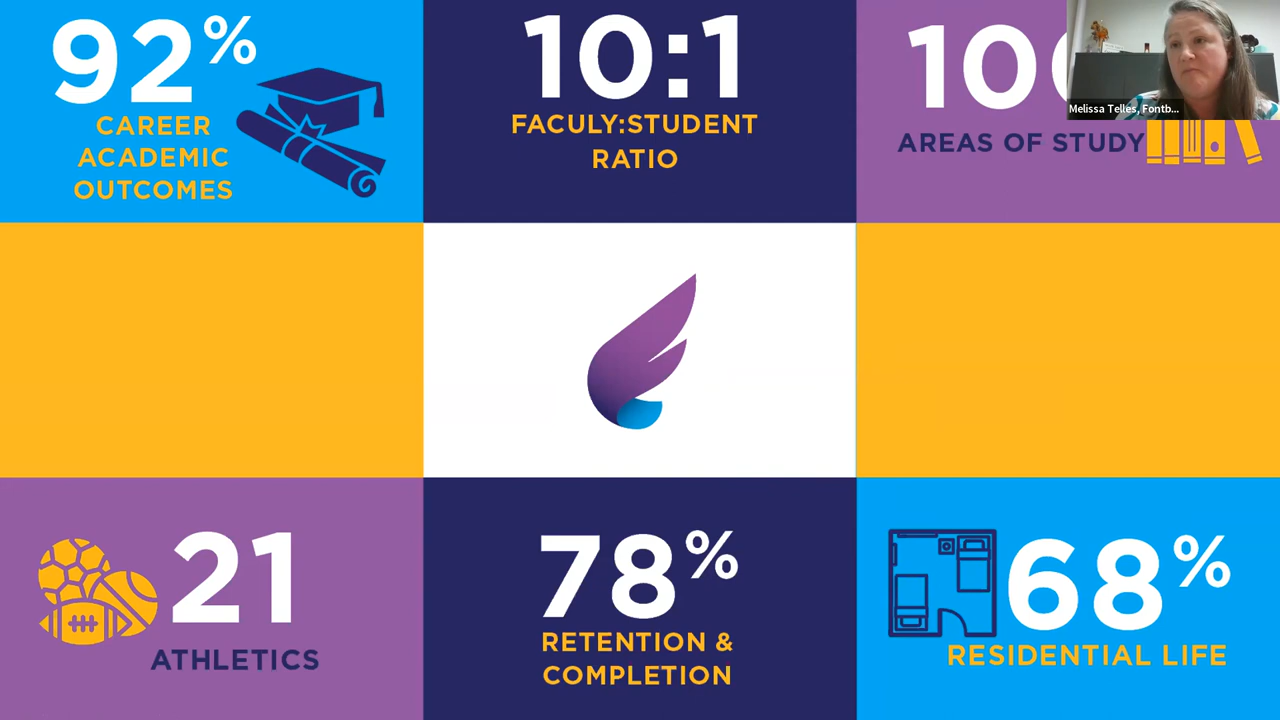 92%
CAREER
ACADEMIC
OUTCOMES
10:1
FACULY:STUDENT
RATIO
AREAS OF STUDY
Melissa Telles, Fontb...
21
ATHLETICS
78%
RETENTION &
COMPLETION
68%
RESIDENTIAL LIFE